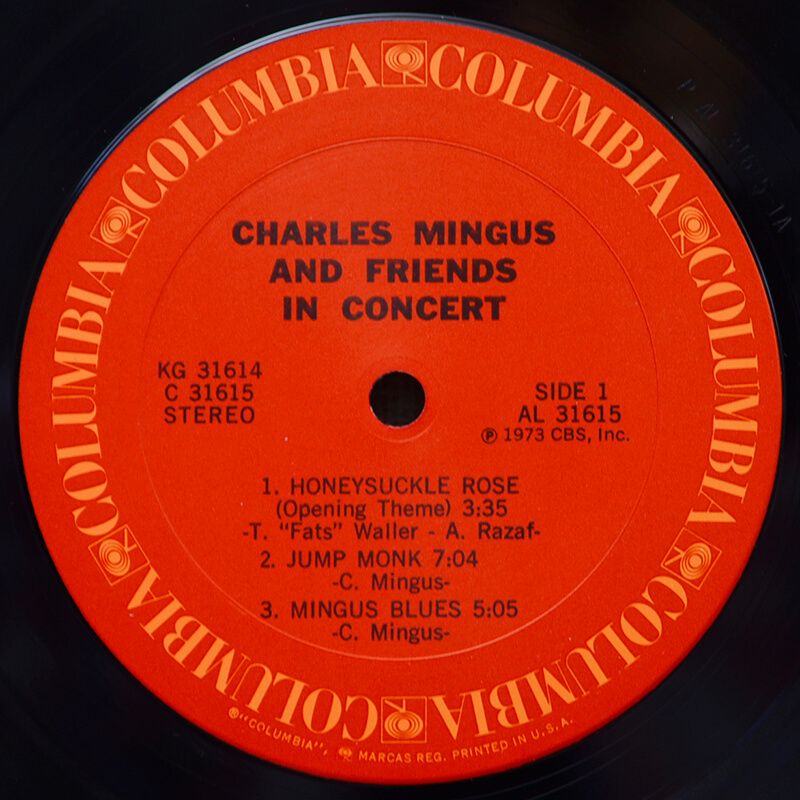 COLUMBIA COLUMBIA COLUMBIA COLUMBIA COLUMBIA COLUMBIA
CHARLES MINGUS
AND FRIENDS
IN CONCERT
KG 31614
C 31615
STEREO
SIDE 1
AL 31615
℗ 1973 CBS, Inc.
1. HONEYSUCKLE ROSE
(Opening Theme) 3:35
-T. "Fats" Waller - A. Razaf-
2. JUMP MONK 7:04
-C. Mingus-
3. MINGUS BLUES 5:05
-C. Mingus-
®"COLUMBIA", MARCAS REG. PRINTED IN U.S.A.